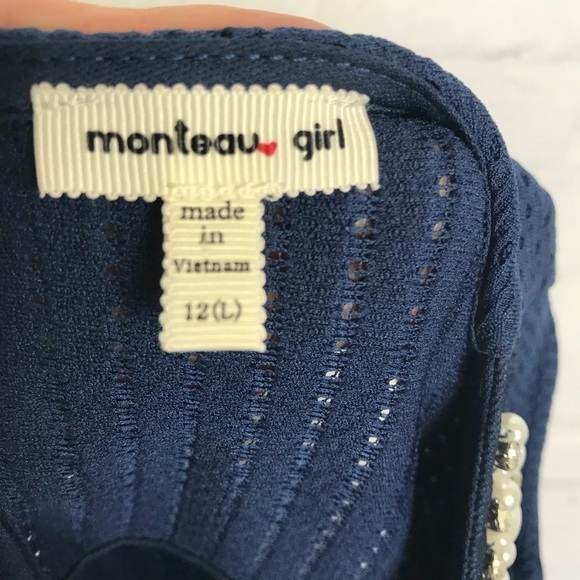 monteau girl
made
in
Vietnam
12(L)